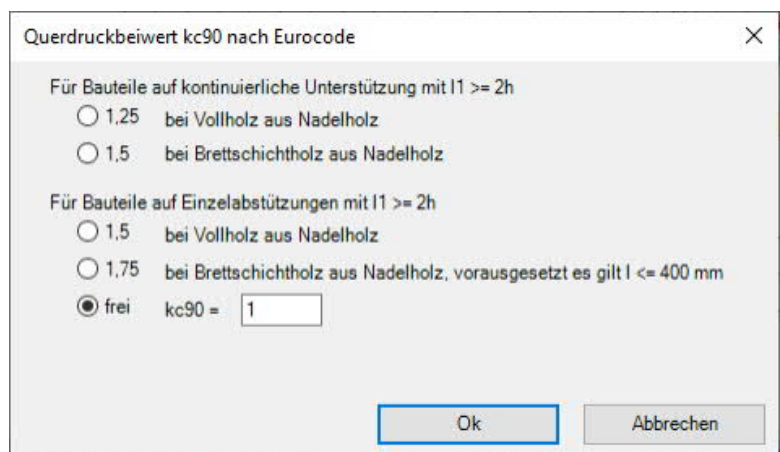 Querdruckbeiwert kc90 nach Eurocode
Für Bauteile auf kontinuierliche Unterstützung mit l1 >= 2h
1,25 bei Vollholz aus Nadelholz
1,5 bei Brettschichtholz aus Nadelholz
Für Bauteile auf Einzelabstützungen mit l1 >= 2h
1,5 bei Vollholz aus Nadelholz
1,75 bei Brettschichtholz aus Nadelholz, vorausgesetzt es gilt l <= 400 mm
frei kc90 = 1
Ok Abbrechen